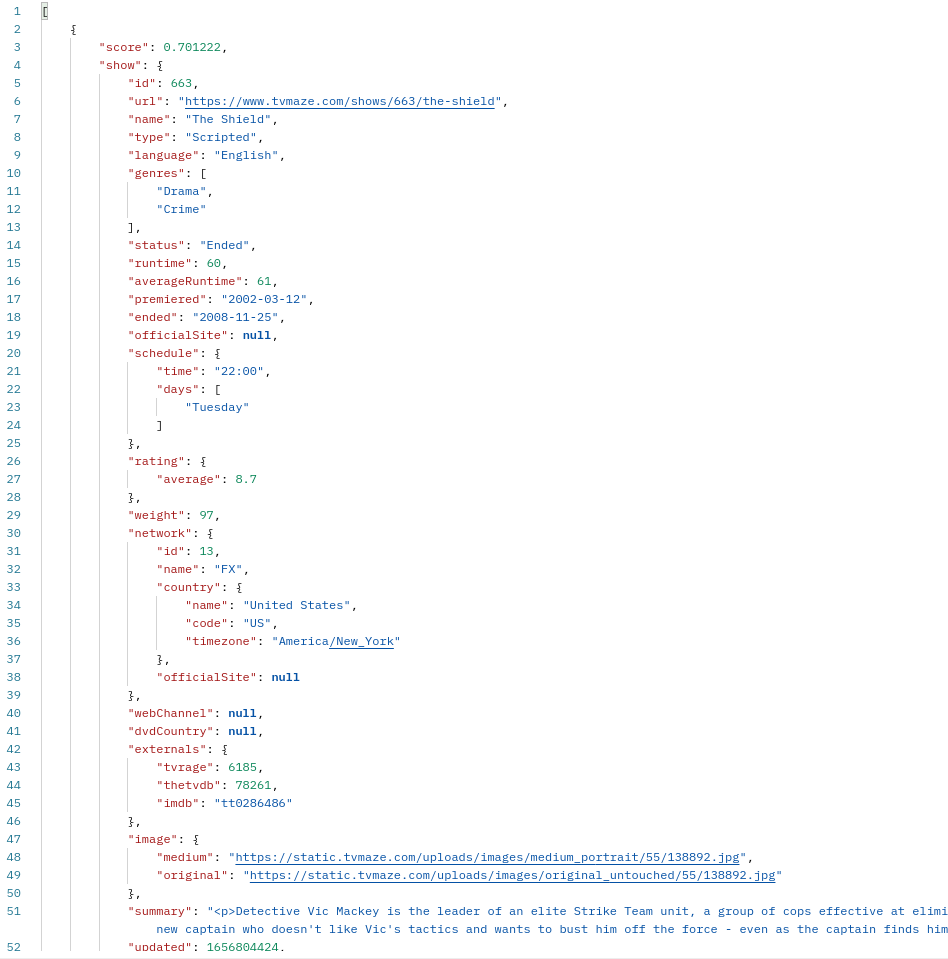 1 [
2 {
3 "score": 0.701222,
4 "show": {
5 "id": 663,
6 "url": "https://www.tvmaze.com/shows/663/the-shield",
7 "name": "The Shield",
8 "type": "Scripted",
9 "language": "English",
10 "genres": [
11 "Drama",
12 "Crime"
13 ],
14 "status": "Ended",
15 "runtime": 60,
16 "averageRuntime": 61,
17 "premiered": "2002-03-12",
18 "ended": "2008-11-25",
19 "officialSite": null,
20 "schedule": {
21 "time": "22:00",
22 "days": [
23 "Tuesday"
24 ]
25 },
26 "rating": {
27 "average": 8.7
28 },
29 "weight": 97,
30 "network": {
31 "id": 13,
32 "name": "FX",
33 "country": {
34 "name": "United States",
35 "code": "US",
36 "timezone": "America/New_York"
37 },
38 "officialSite": null
39 },
40 "webChannel": null,
41 "dvdCountry": null,
42 "externals": {
43 "tvrage": 6185,
44 "thetvdb": 78261,
45 "imdb": "tt0286486"
46 },
47 "image": {
48 "medium": "https://static.tvmaze.com/uploads/images/medium_portrait/55/138892.jpg",
49 "original": "https://static.tvmaze.com/uploads/images/original_untouched/55/138892.jpg"
50 },
51 "summary": "<p>Detective Vic Mackey is the leader of an elite Strike Team unit, a group of cops effective at elimi
new captain who doesn't like Vic's tactics and wants to bust him off the force - even as the captain finds him
52 "updated": 1656804424,